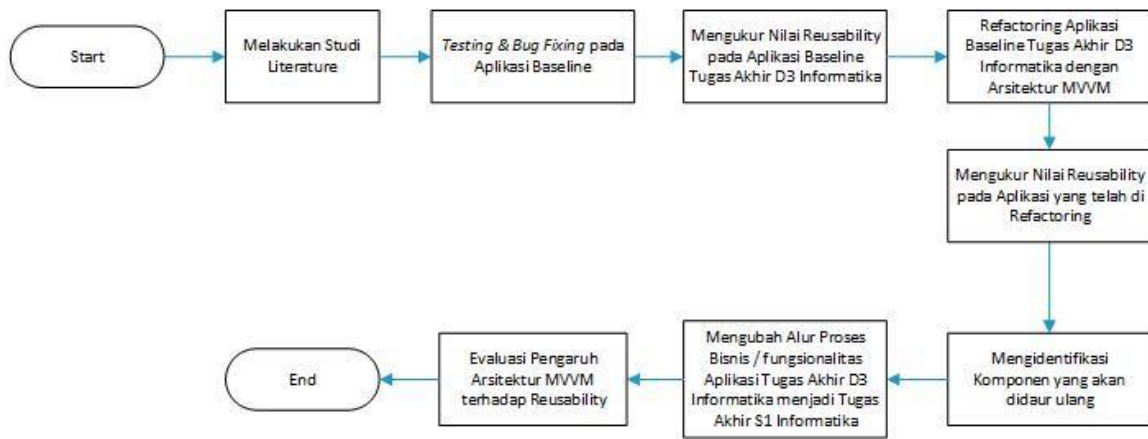 Start
Melakukan Studi
Literature
Testing & Bug Fixing pada
Aplikasi Baseline
Mengukur Nilai Reusability
pada Aplikasi Baseline
Tugas Akhir D3 Informatika
Refactoring Aplikasi
Baseline Tugas Akhir D3
Informatika dengan
Arsitektur MVVM
Mengukur Nilai Reusability
pada Aplikasi yang telah di
Refactoring
Mengidentifikasi
Komponen yang akan
didaur ulang
Mengubah Alur Proses
Bisnis / fungsionalitas
Aplikasi Tugas Akhir D3
Informatika menjadi Tugas
Akhir S1 Informatika
Evaluasi Pengaruh
Arsitektur MVVM
terhadap Reusability
End